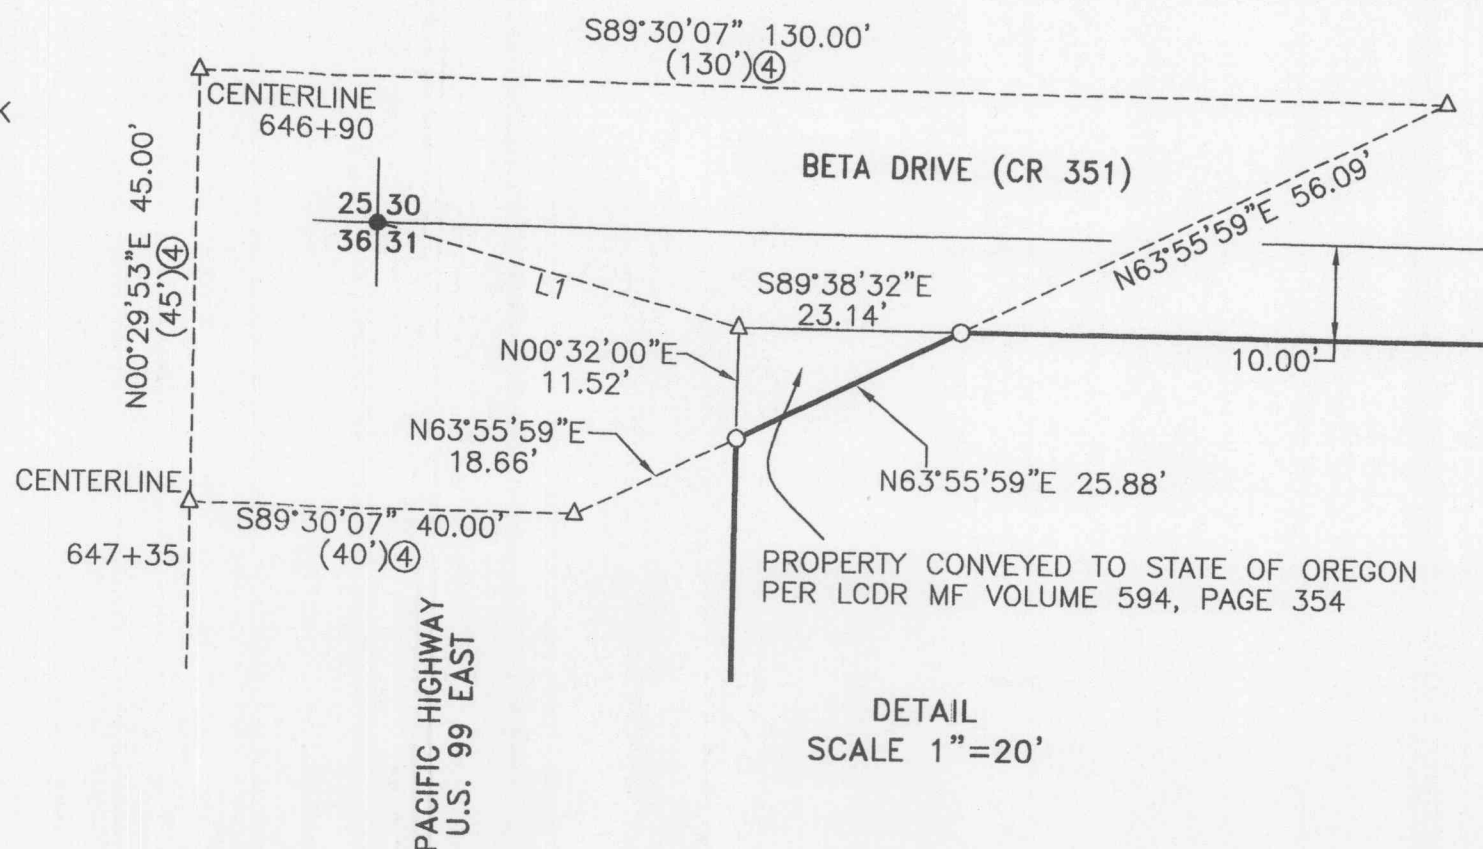 S89°30'07" 130.00'
(130')④
K
CENTERLINE
646+90
N00°29'53"E 45.00'
(45')④
BETA DRIVE (CR 351)
25 30
36 31
L1
N63°55'59"E 56.09'
S89°38'32"E
23.14'
N00°32'00"E
11.52'
10.00'
N63°55'59"E
18.66'
N63°55'59"E 25.88'
CENTERLINE
647+35
S89°30'07" 40.00'
(40')④
PROPERTY CONVEYED TO STATE OF OREGON
PER LCDR MF VOLUME 594, PAGE 354
PACIFIC HIGHWAY
U.S. 99 EAST
DETAIL
SCALE 1"=20'